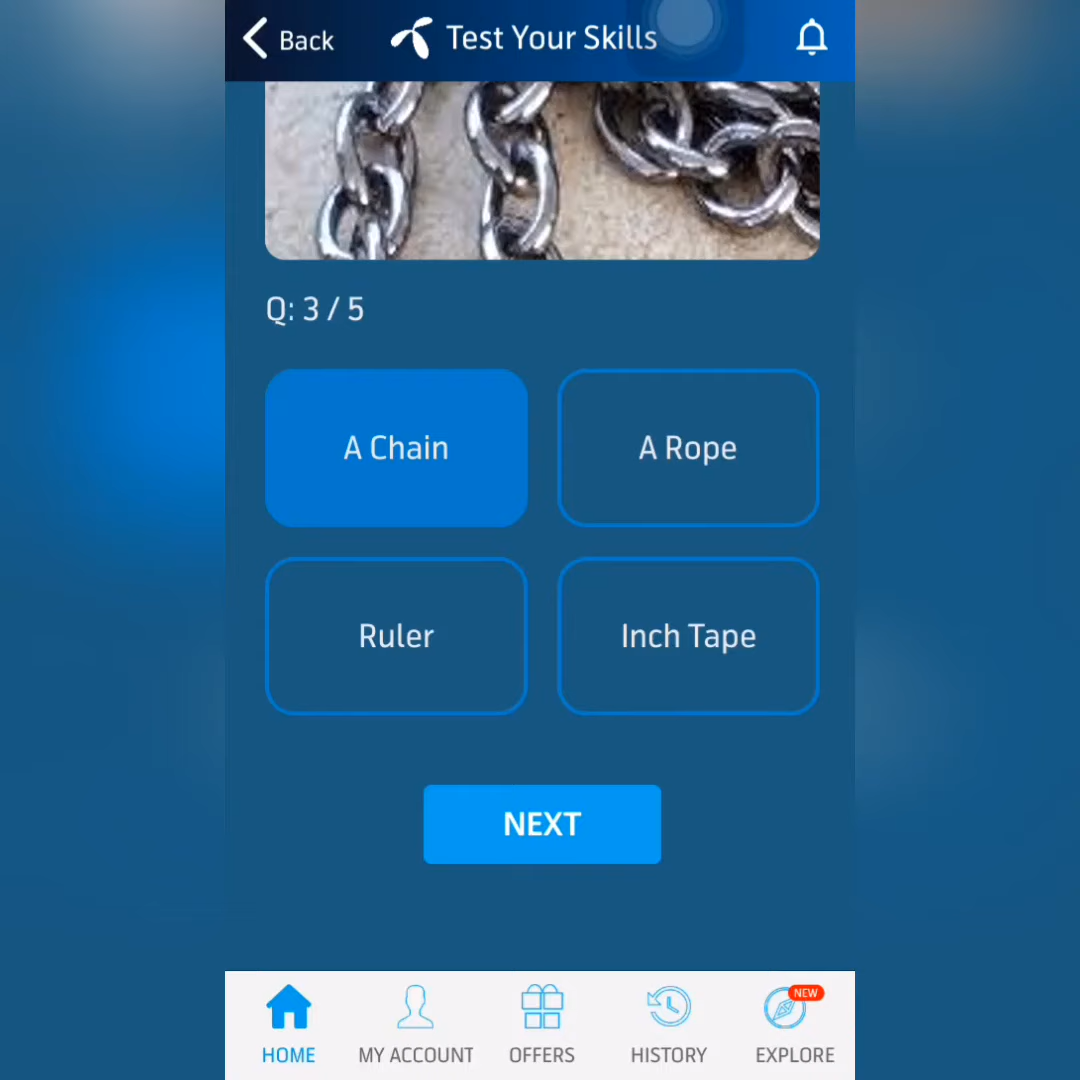 Back
Test Your Skills
Q: 3 / 5
A Chain
A Rope
Ruler
Inch Tape
NEXT
NEW
HOME
MY ACCOUNT
OFFERS
HISTORY
EXPLORE